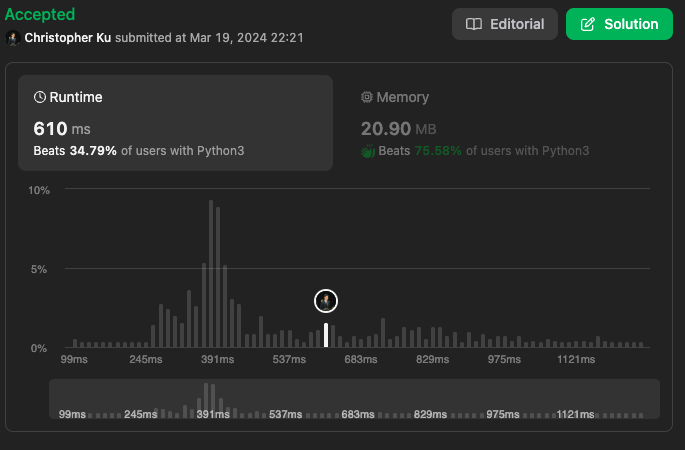 Accepted
Christopher Ku submitted at Mar 19, 2024 22:21
Editorial
Solution
Runtime
610 ms
Beats 34.79% of users with Python3
Memory
20.90 MB
Beats 75.58% of users with Python3
10%
5%
0%
99ms 245ms 391ms 537ms 683ms 829ms 975ms 1121ms
99ms 245ms 391ms 537ms 683ms 829ms 975ms 1121ms